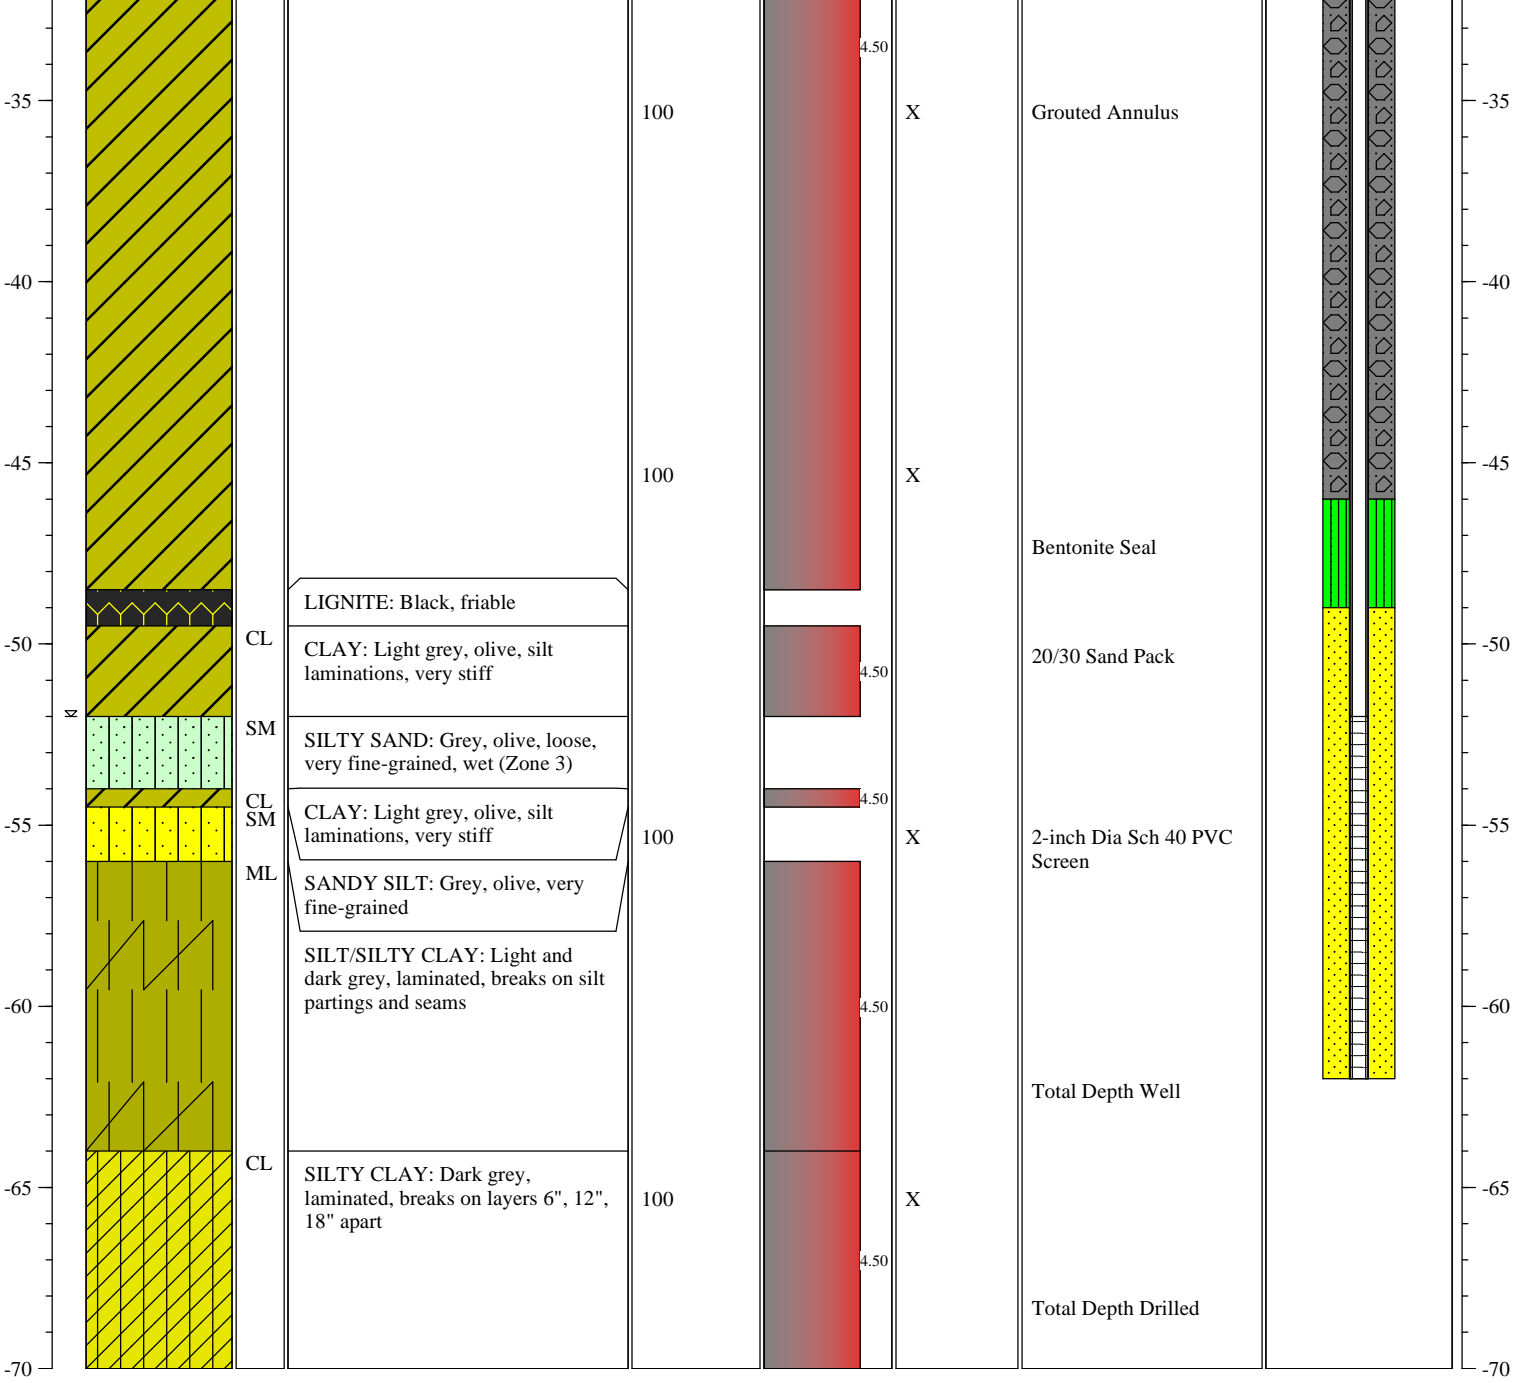 4.50
-35
100
X
Grouted Annulus
-35
-40
-40
-45
100
X
-45
Bentonite Seal
LIGNITE: Black, friable
CL
-50
CLAY: Light grey, olive, silt
laminations, very stiff
4.50
20/30 Sand Pack
-50
SM
SILTY SAND: Grey, olive, loose,
very fine-grained, wet (Zone 3)
CL
4.50
SM
CLAY: Light grey, olive, silt
laminations, very stiff
-55
100
X
2-inch Dia Sch 40 PVC
Screen
-55
ML
SANDY SILT: Grey, olive, very
fine-grained
SILT/SILTY CLAY: Light and
dark grey, laminated, breaks on silt
partings and seams
-60
4.50
-60
Total Depth Well
CL
SILTY CLAY: Dark grey,
laminated, breaks on layers 6", 12",
18" apart
-65
100
X
-65
4.50
Total Depth Drilled
-70
-70